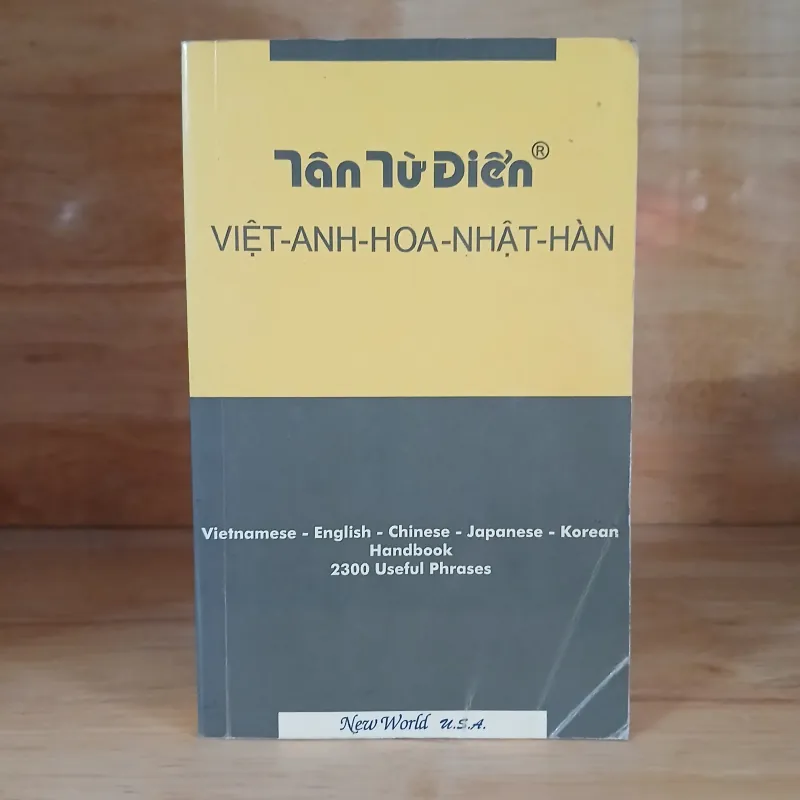 Tân Từ Điển®
VIỆT-ANH-HOA-NHẬT-HÀN
Vietnamese - English - Chinese - Japanese - Korean
Handbook
2300 Useful Phrases
New World U.S.A.